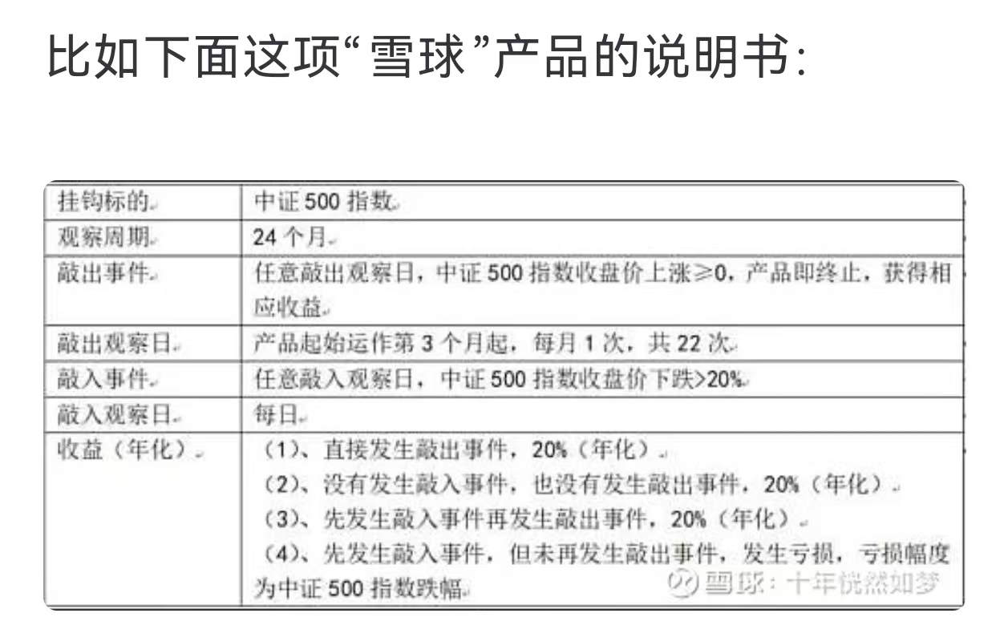 比如下面这项“雪球”产品的说明书：
挂钩标的 中证 500 指数
观察周期 24 个月
敲出事件 任意敲出观察日，中证 500 指数收盘价上涨≥0，产品即终止，获得相
应收益
敲出观察日 产品起始运作第 3 个月起，每月 1 次，共 22 次
敲入事件 任意敲入观察日，中证 500 指数收盘价下跌>20%
敲入观察日 每日
收益（年化） （1）、直接发生敲出事件，20%（年化）
（2）、没有发生敲入事件，也没有发生敲出事件，20%（年化）
（3）、先发生敲入事件再发生敲出事件，20%（年化）
（4）、先发生敲入事件，但未再发生敲出事件，发生亏损，亏损幅度
为中证 500 指数跌幅
雪球：十年恍然如梦